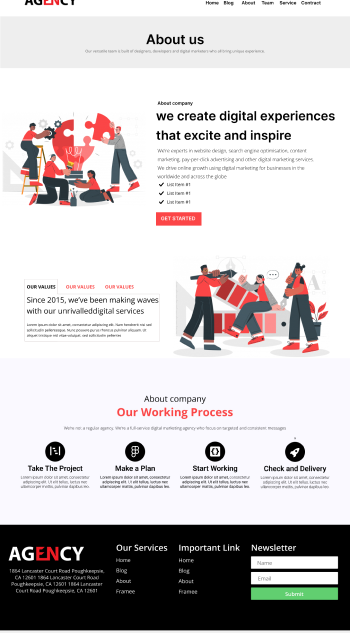 AGENCY
Home Blog About Team Service Contract
About us
Our versatile team is built of designers, developers and digital marketers who all bring unique experience.
About company
we create digital experiences
that excite and inspire
We're experts in website design, search engine optimisation, content
marketing, pay-per-click advertising and other digital marketing services.
We drive online growth using digital marketing for businesses in the
worldwide and across the globe
List Item #1
List Item #1
List Item #1
GET STARTED
OUR VALUES OUR VALUES OUR VALUES
Since 2015, we've been making waves
with our unrivalleddigital services
Lorem ipsum dolor sit amet, consectetur adipiscing elit.
About company
Our Working Process
We're not a regular agency. We're a full-service digital marketing agency who focus on targeted and consistent messages
Take The Project Make a Plan Start Working Check and Delivery
Lorem ipsum dolor sit amet, consectetur Lorem ipsum dolor sit amet, consectetur Lorem ipsum dolor sit amet, consectetur Lorem ipsum dolor sit amet, consectetur
adipiscing elit. Ut elit tellus, luctus nec adipiscing elit. Ut elit tellus, luctus nec adipiscing elit. Ut elit tellus, luctus nec adipiscing elit. Ut elit tellus, luctus nec
ullamcorper mattis, pulvinar dapibus leo. ullamcorper mattis, pulvinar dapibus leo. ullamcorper mattis, pulvinar dapibus leo. ullamcorper mattis, pulvinar dapibus leo.
AGENCY
1864 Lancaster Court Road Poughkeepsie,
CA 12601 1864 Lancaster Court Road
Poughkeepsie, CA 12601 1864 Lancaster
Court Road Poughkeepsie, CA 12601
Our Services
Home
Blog
About
Framee
Important Link
Home
Blog
About
Framee
Newsletter
Name
Email
Submit